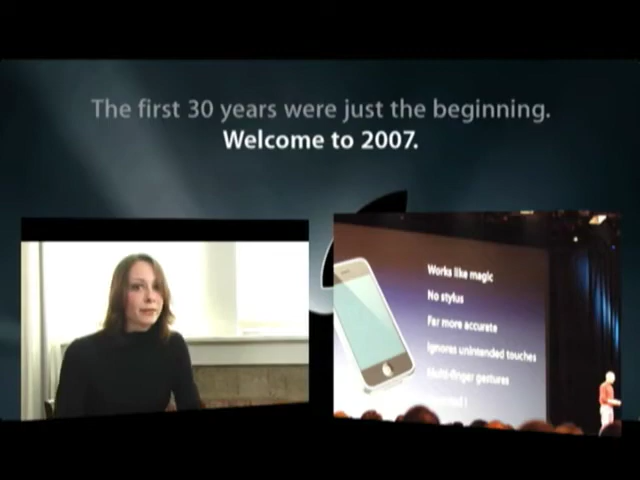 The first 30 years were just the beginning.
Welcome to 2007.
Works like magic
No stylus
Far more accurate
Ignores unintended touches
Multi-finger gestures